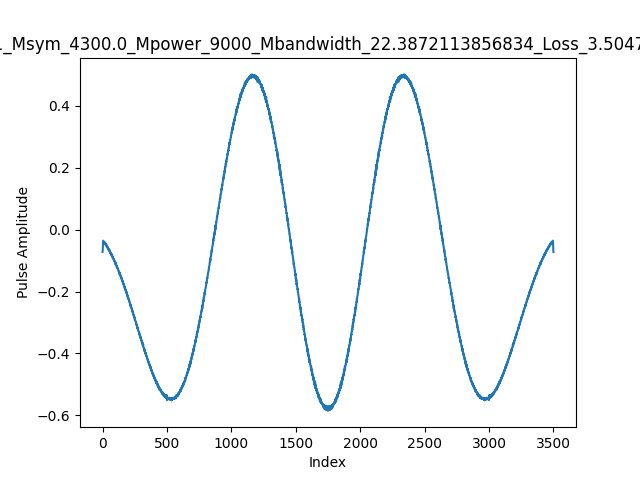 _Msym_4300.0_Mpower_9000_Mbandwidth_22.3872113856834_Loss_3.5047
0.4
0.2
0.0
−0.2
−0.4
−0.6
Pulse Amplitude
0 500 1000 1500 2000 2500 3000 3500
Index